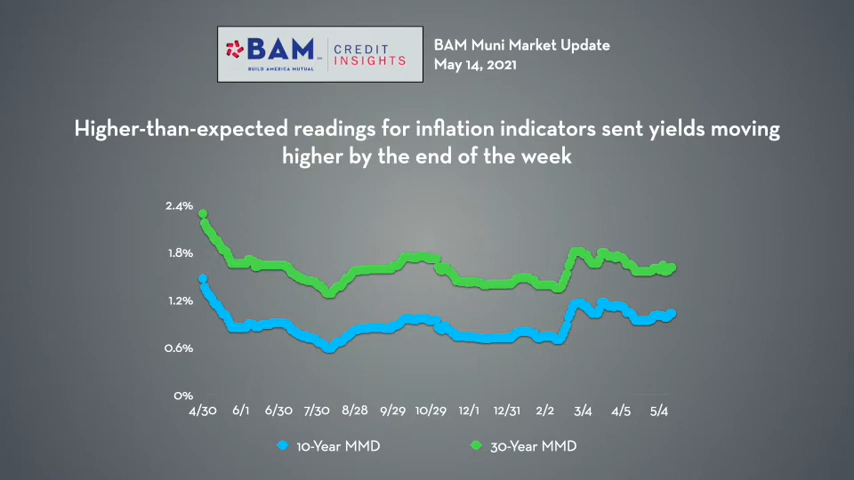 BAM
BUILD AMERICA MUTUAL
CREDIT
INSIGHTS
BAM Muni Market Update
May 14, 2021
Higher-than-expected readings for inflation indicators sent yields moving
higher by the end of the week
2.4%
1.8%
1.2%
0.6%
0%
4/30 6/1 6/30 7/30 8/28 9/29 10/29 12/1 12/31 2/2 3/4 4/5 5/4
10-Year MMD 30-Year MMD